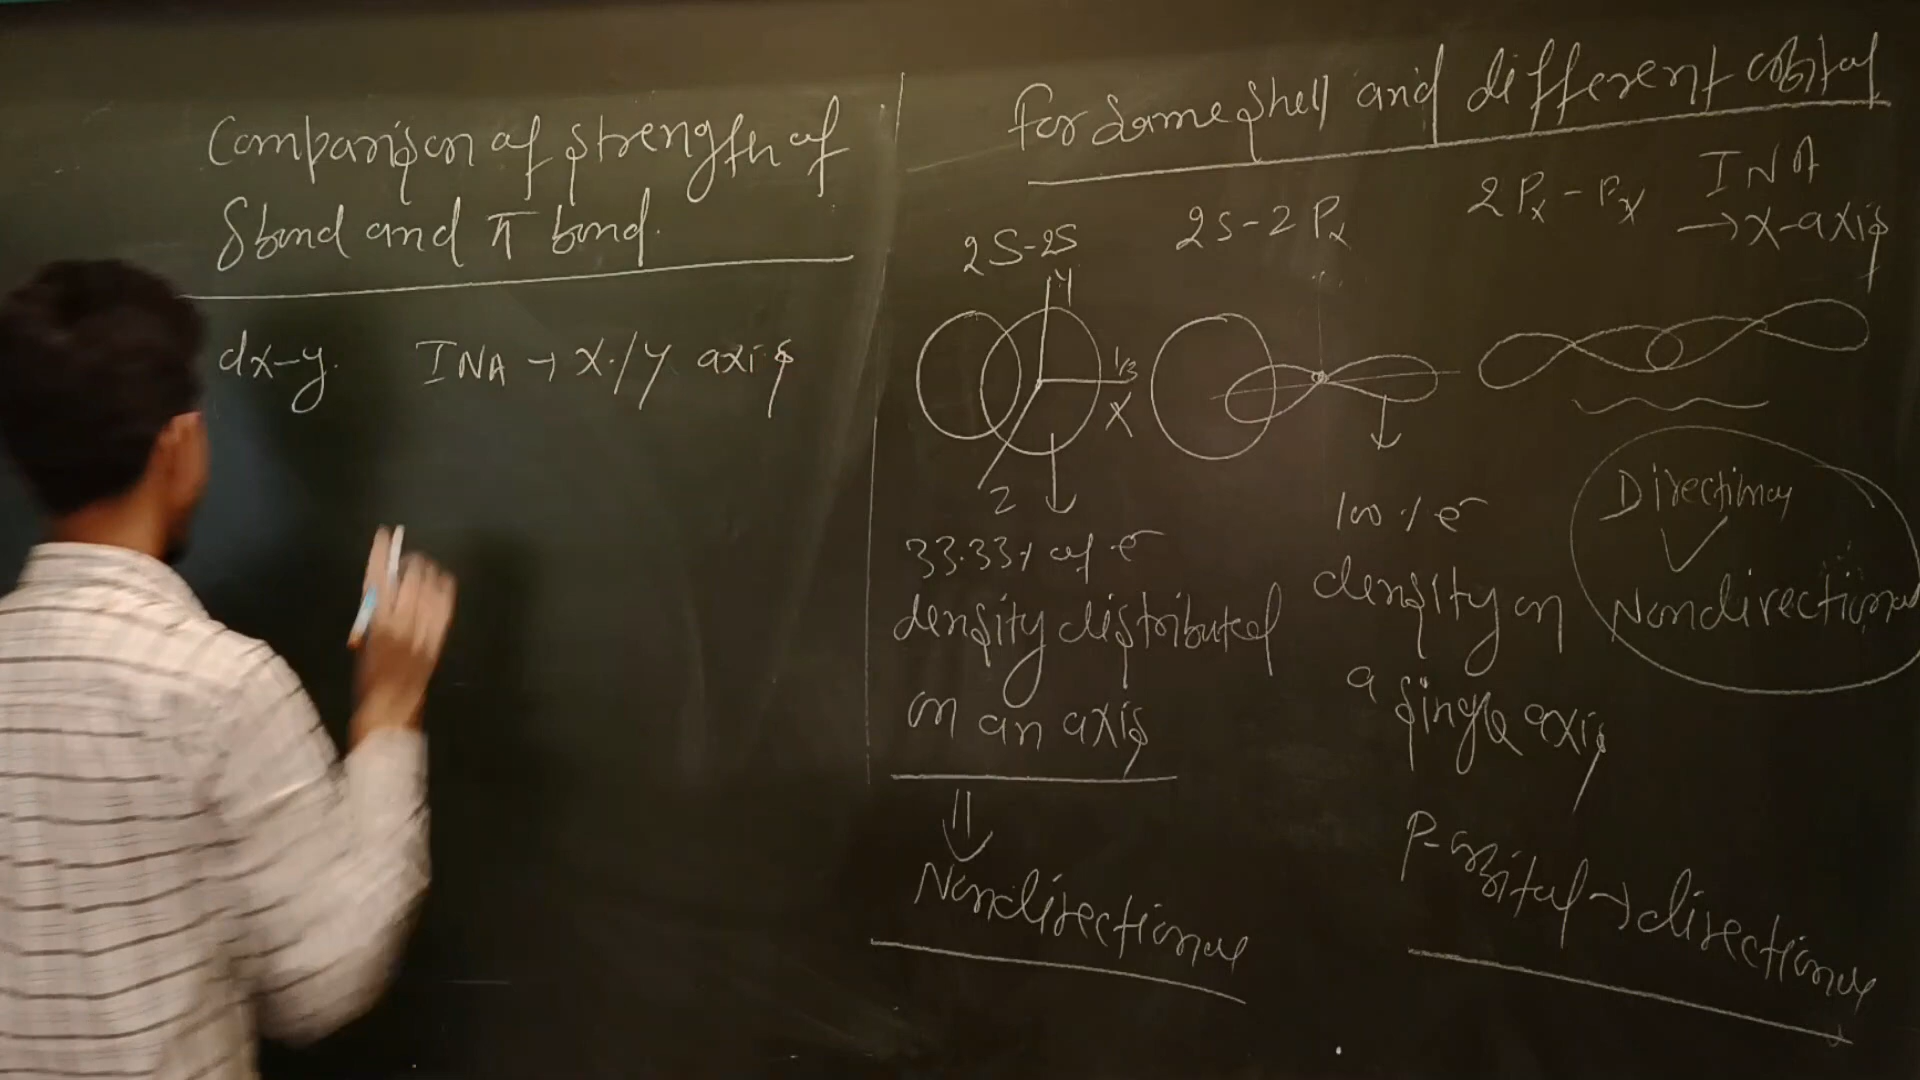 Comparison of strength of
δ bond and π bond.
dx-y. INA → X/Y axis
For same shell and different orbital
2S-2S
2S-2Px
2Px-Px
INA
→ X-axis
Y
1/3
X
Z
33.33% of e-
density distributed
on an axis
Nondirectional
100% e-
density on
a single axis
P-orbital → directional
Nondirectional